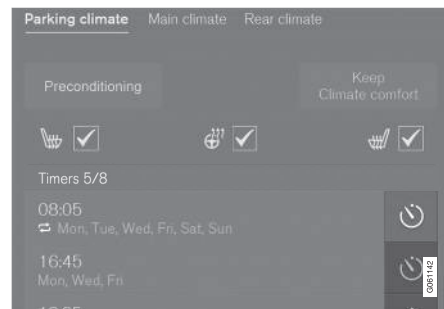 Parking climate Main climate Rear climate
Preconditioning
Keep
Climate comfort
Timers 5/8
08:05
Mon, Tue, Wed, Fri, Sat, Sun
16:45
Mon, Wed, Fri
G061142